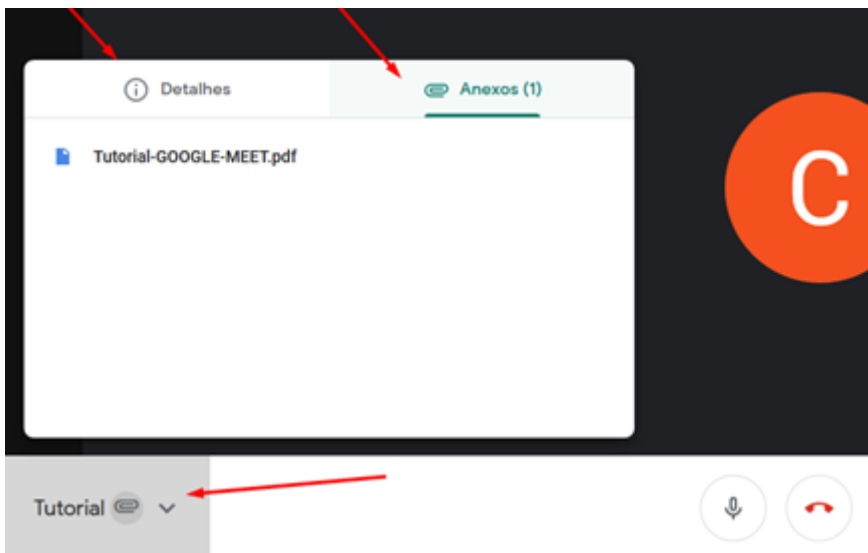 Detalhes
Anexos (1)
Tutorial-GOOGLE-MEET.pdf
C
Tutorial